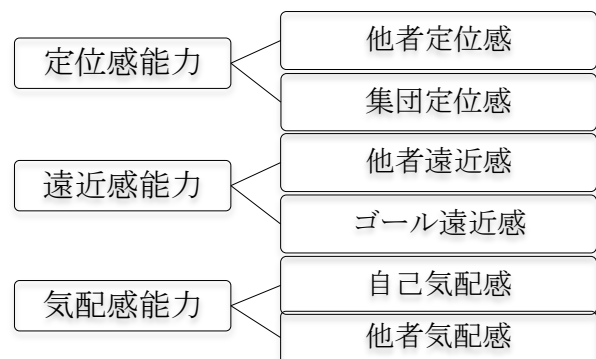 定位感能力
他者定位感
集団定位感
遠近感能力
他者遠近感
ゴール遠近感
気配感能力
自己気配感
他者気配感